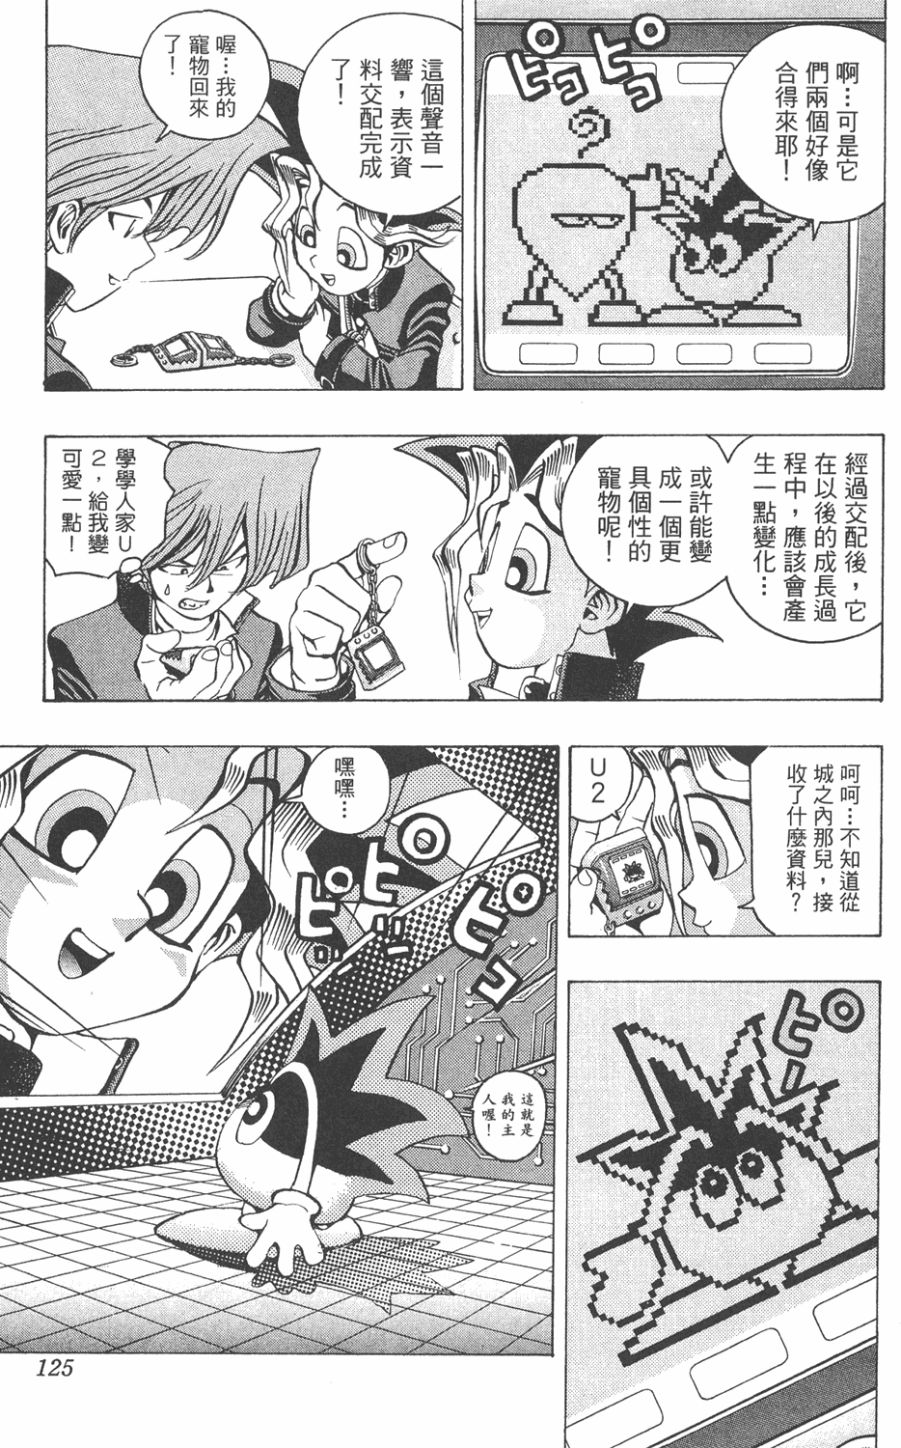 啊…可是它
們兩個好像
合得來耶！
ピコピコ
這個聲音一
響，表示資
料交配完成
了！
喔…我的
寵物回來
了！
經過交配後，它
在以後的成長過
程中，應該會產
生一點變化…
或許能變
成一個更
具個性的
寵物呢！
學學人家U
2，給我變
可愛一點！
呵呵…不知道從
城之內那兒，接
收了什麼資料？
U2
ピー
嘿嘿…
ピコ
ピピ
這就是
我的主
人喔！
125